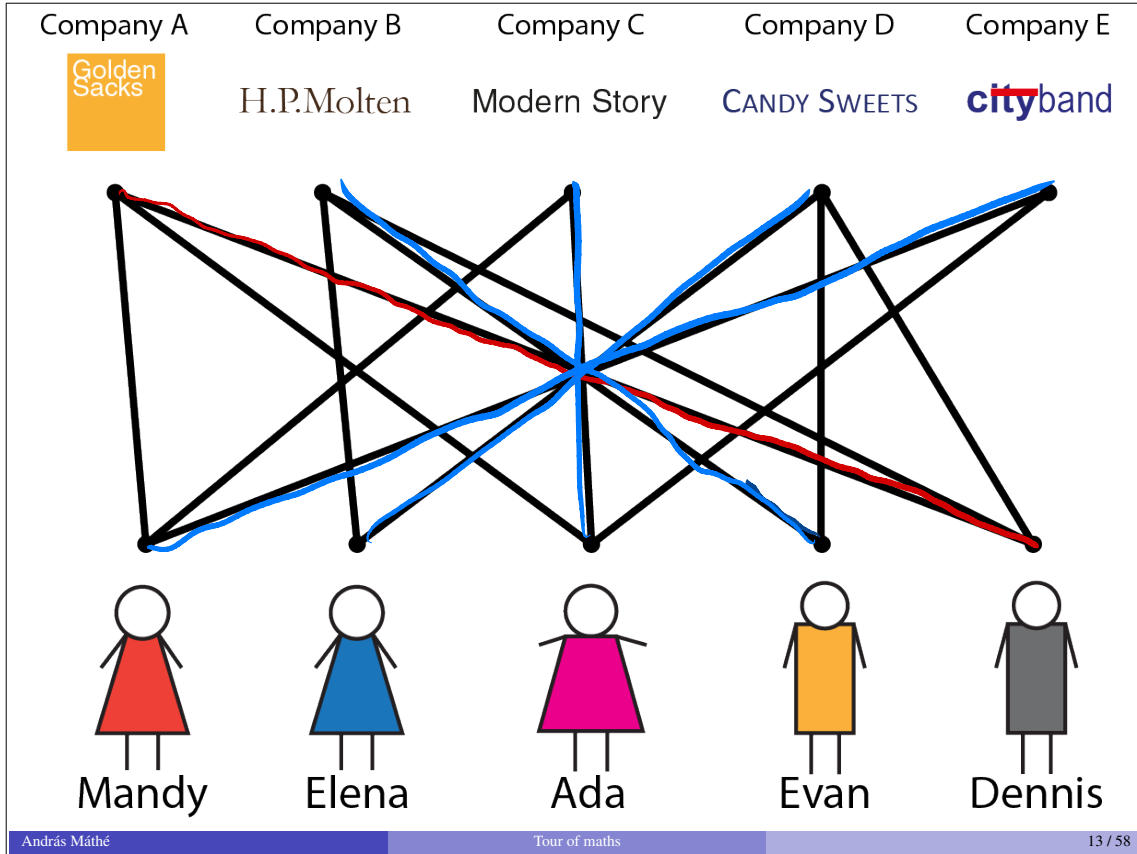 Company A Company B Company C Company D Company E
Golden
Sacks
H.P.Molten Modern Story CANDY SWEETS cityband
Mandy Elena Ada Evan Dennis
András Máthé Tour of maths 13 / 58